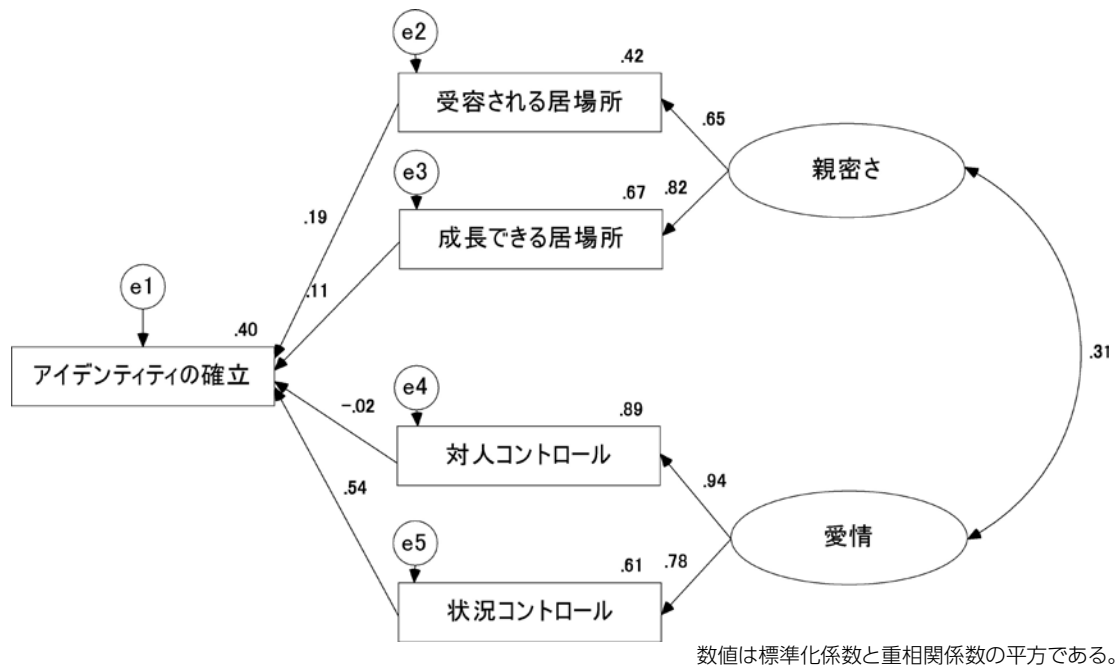 e2
.42
受容される居場所
.65
親密さ
e3
.67
.82
成長できる居場所
.19
.11
e1
.40
アイデンティティの確立
.31
-.02
e4
.89
対人コントロール
.94
.54
愛情
e5
.61
.78
状況コントロール
数値は標準化係数と重相関係数の平方である。